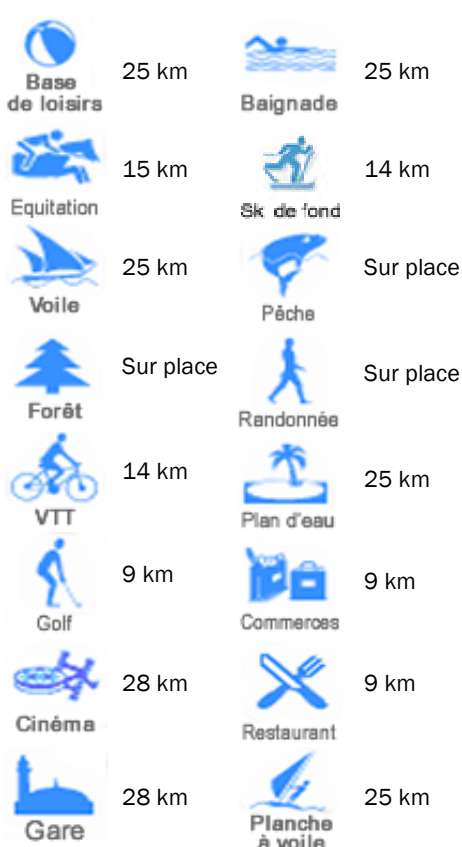 25 km
Base
de loisirs
25 km
Baignade
15 km
Equitation
14 km
Sk de fond
25 km
Voile
Sur place
Pêche
Sur place
Forêt
Sur place
Randonnée
14 km
VTT
25 km
Plan d'eau
9 km
Golf
9 km
Commerces
28 km
Cinéma
9 km
Restaurant
28 km
Gare
25 km
Planche
à voile